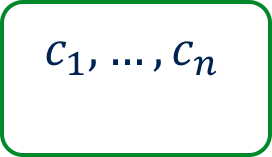 c₁, … , cₙ